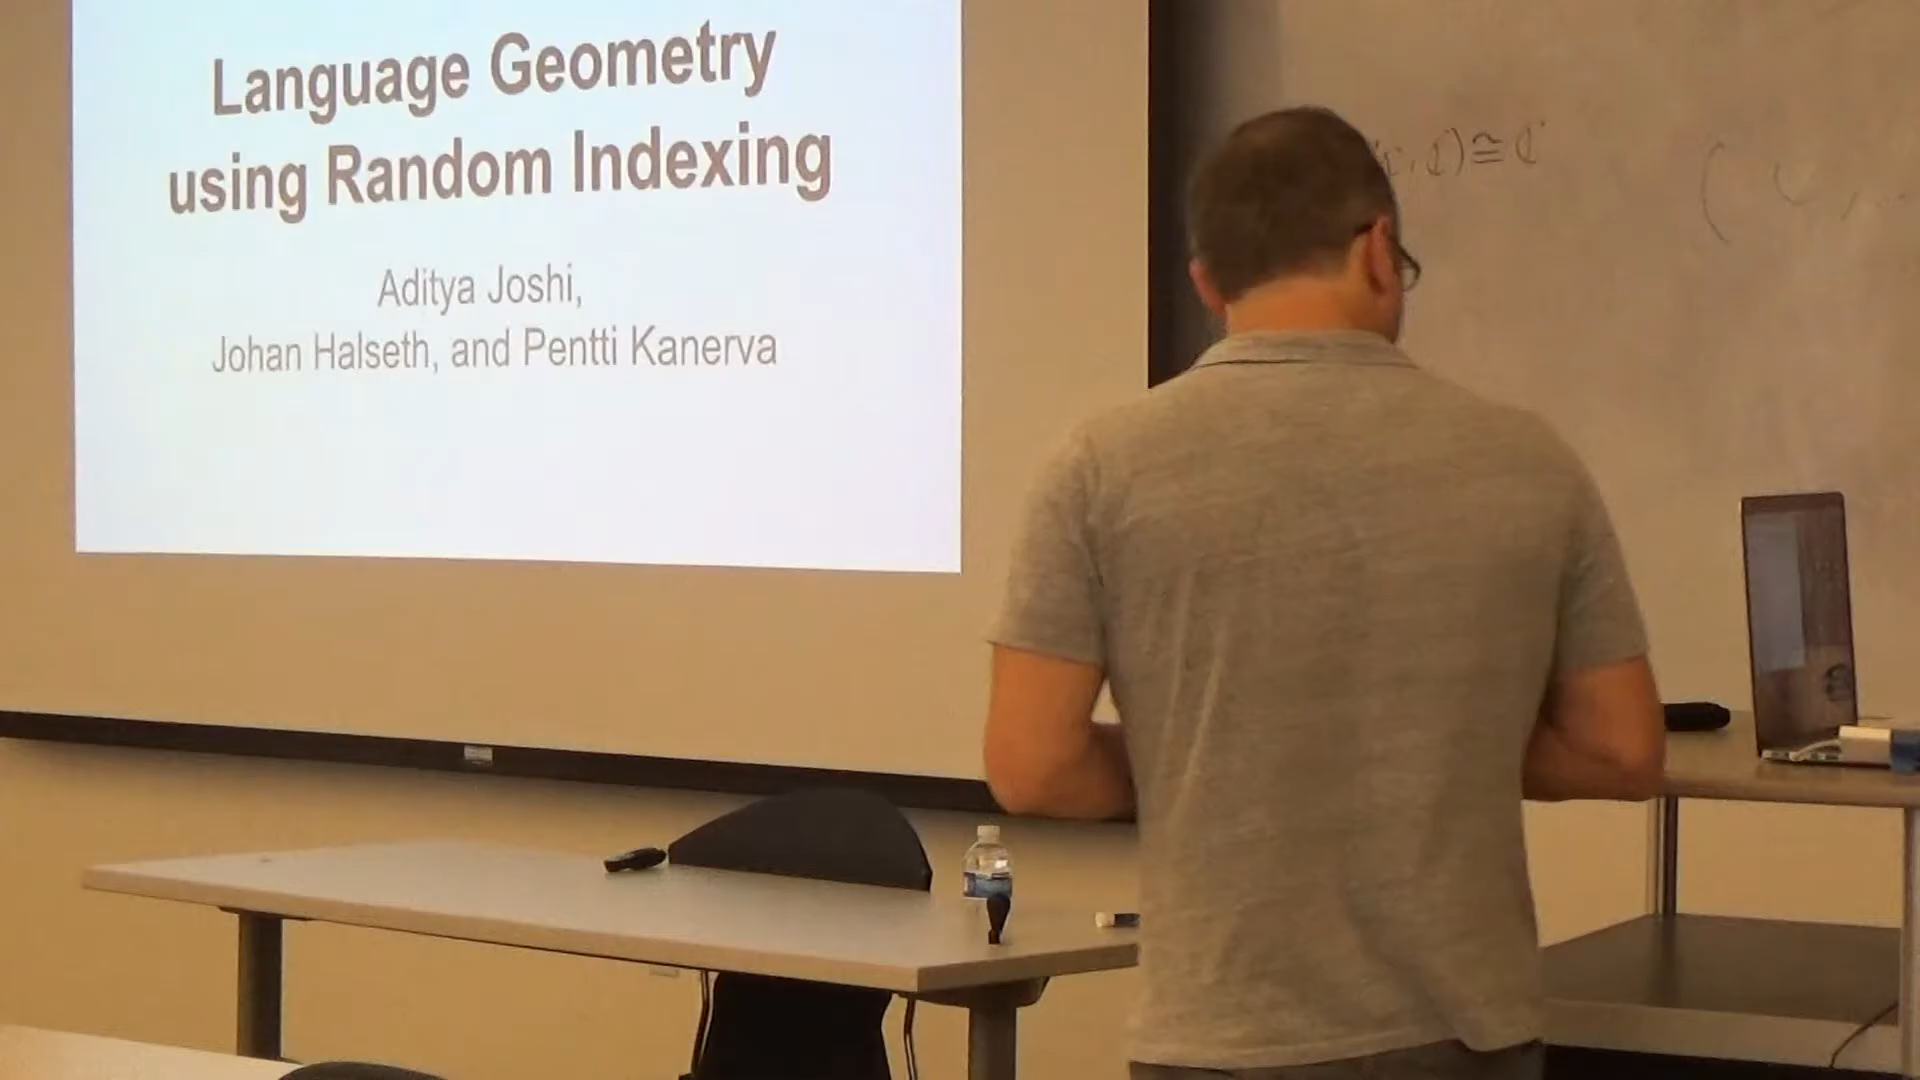 Language Geometry
using Random Indexing
Aditya Joshi,
Johan Halseth, and Pentti Kanerva
) ≅ ℂ